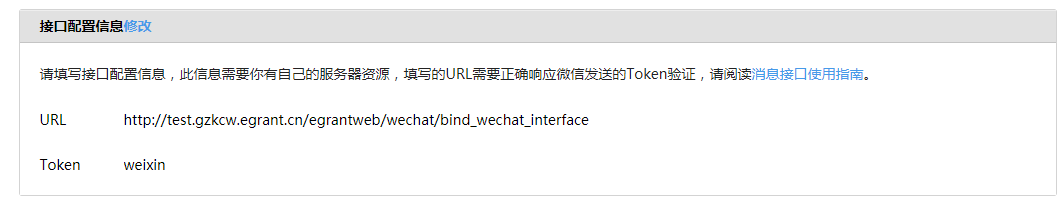 接口配置信息修改
请填写接口配置信息，此信息需要你有自己的服务器资源，填写的URL需要正确响应微信发送的Token验证，请阅读消息接口使用指南。
URL http://test.gzkcw.egrant.cn/egrantweb/wechat/bind_wechat_interface
Token weixin